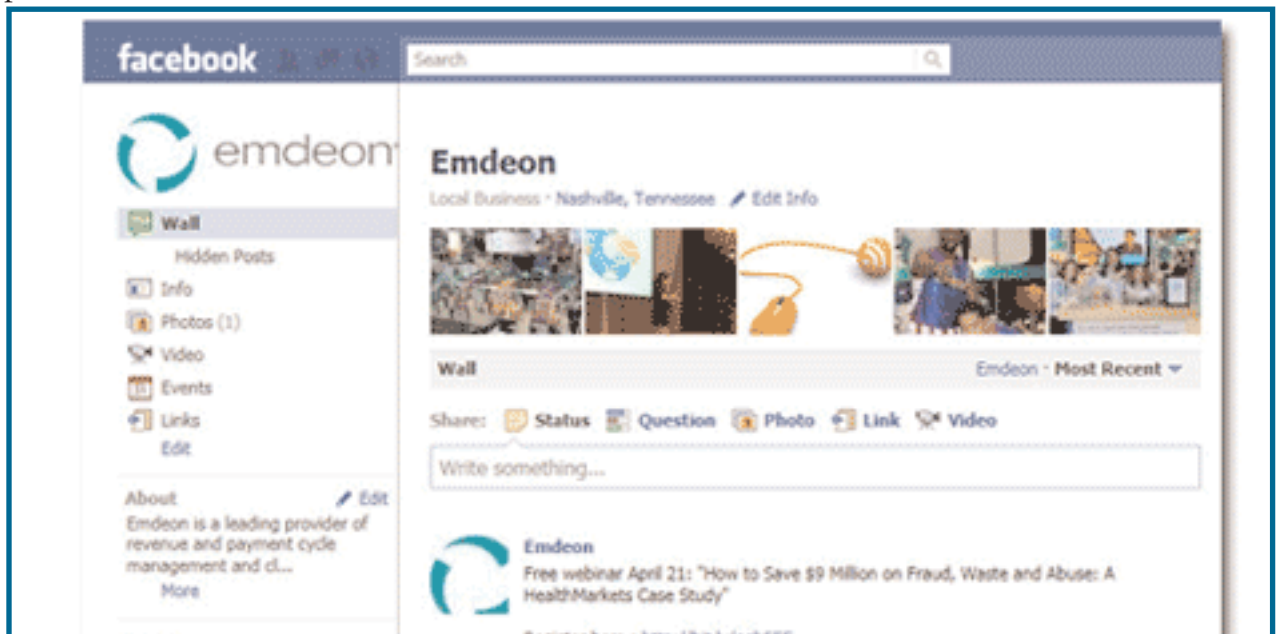 facebook
Search
emdeon
Emdeon
Local Business · Nashville, Tennessee Edit Info
Wall
Hidden Posts
Info
Photos (1)
Video
Events
Links
Edit
Wall
Emdeon · Most Recent
Share: Status Question Photo Link Video
Write something...
About Edit
Emdeon is a leading provider of
revenue and payment cycle
management and cl...
More
Emdeon
Free webinar April 21: "How to Save $9 Million on Fraud, Waste and Abuse: A
HealthMarkets Case Study"